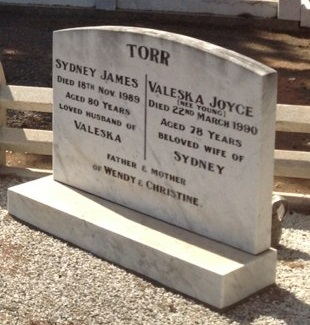 TORR
SYDNEY JAMES
DIED 18TH NOV. 1989
AGED 80 YEARS
LOVED HUSBAND OF
VALESKA
VALESKA JOYCE
(NEE YOUNG)
DIED 22ND MARCH 1990
AGED 78 YEARS
BELOVED WIFE OF
SYDNEY
FATHER & MOTHER
OF WENDY & CHRISTINE.